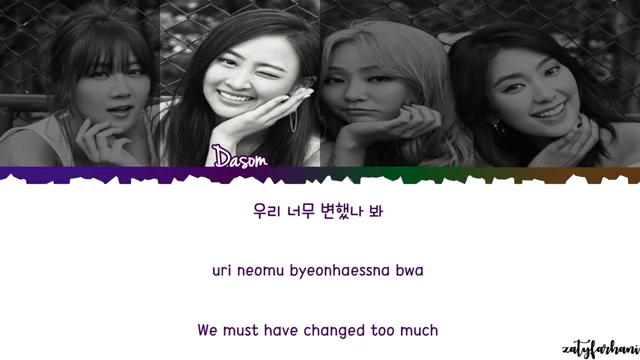 Dasom
우리 너무 변했나 봐
uri neomu byeonhaessna bwa
We must have changed too much
zatyfarhani